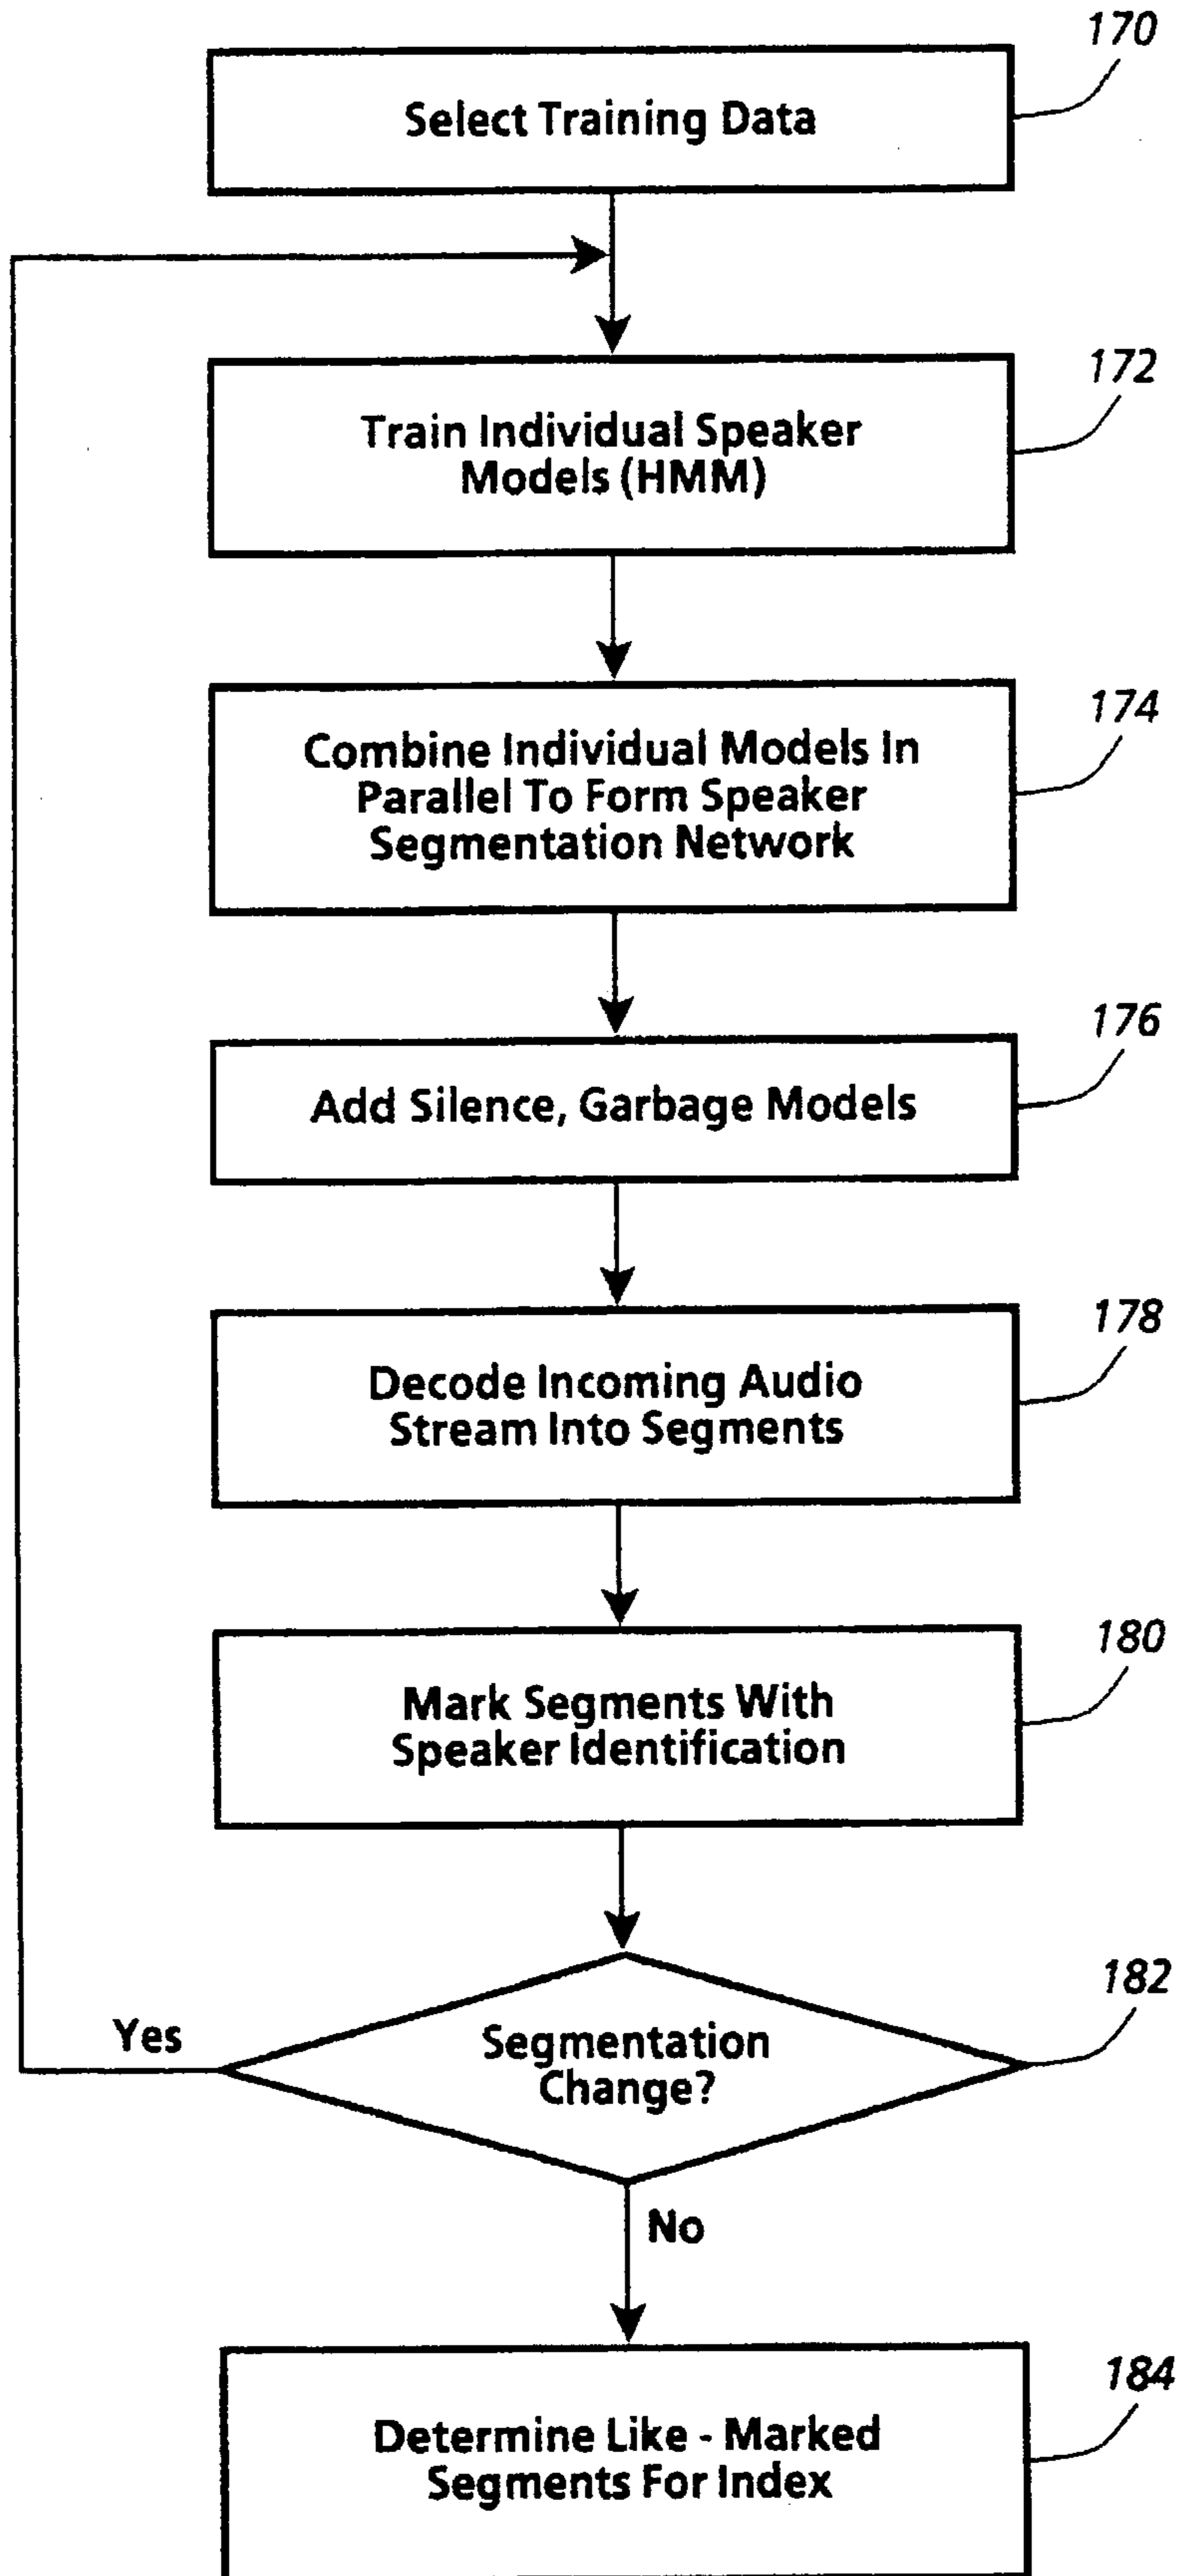 170
Select Training Data
172
Train Individual Speaker
Models (HMM)
174
Combine Individual Models In
Parallel To Form Speaker
Segmentation Network
176
Add Silence, Garbage Models
178
Decode Incoming Audio
Stream Into Segments
180
Mark Segments With
Speaker Identification
182
Yes
Segmentation
Change?
No
184
Determine Like - Marked
Segments For Index